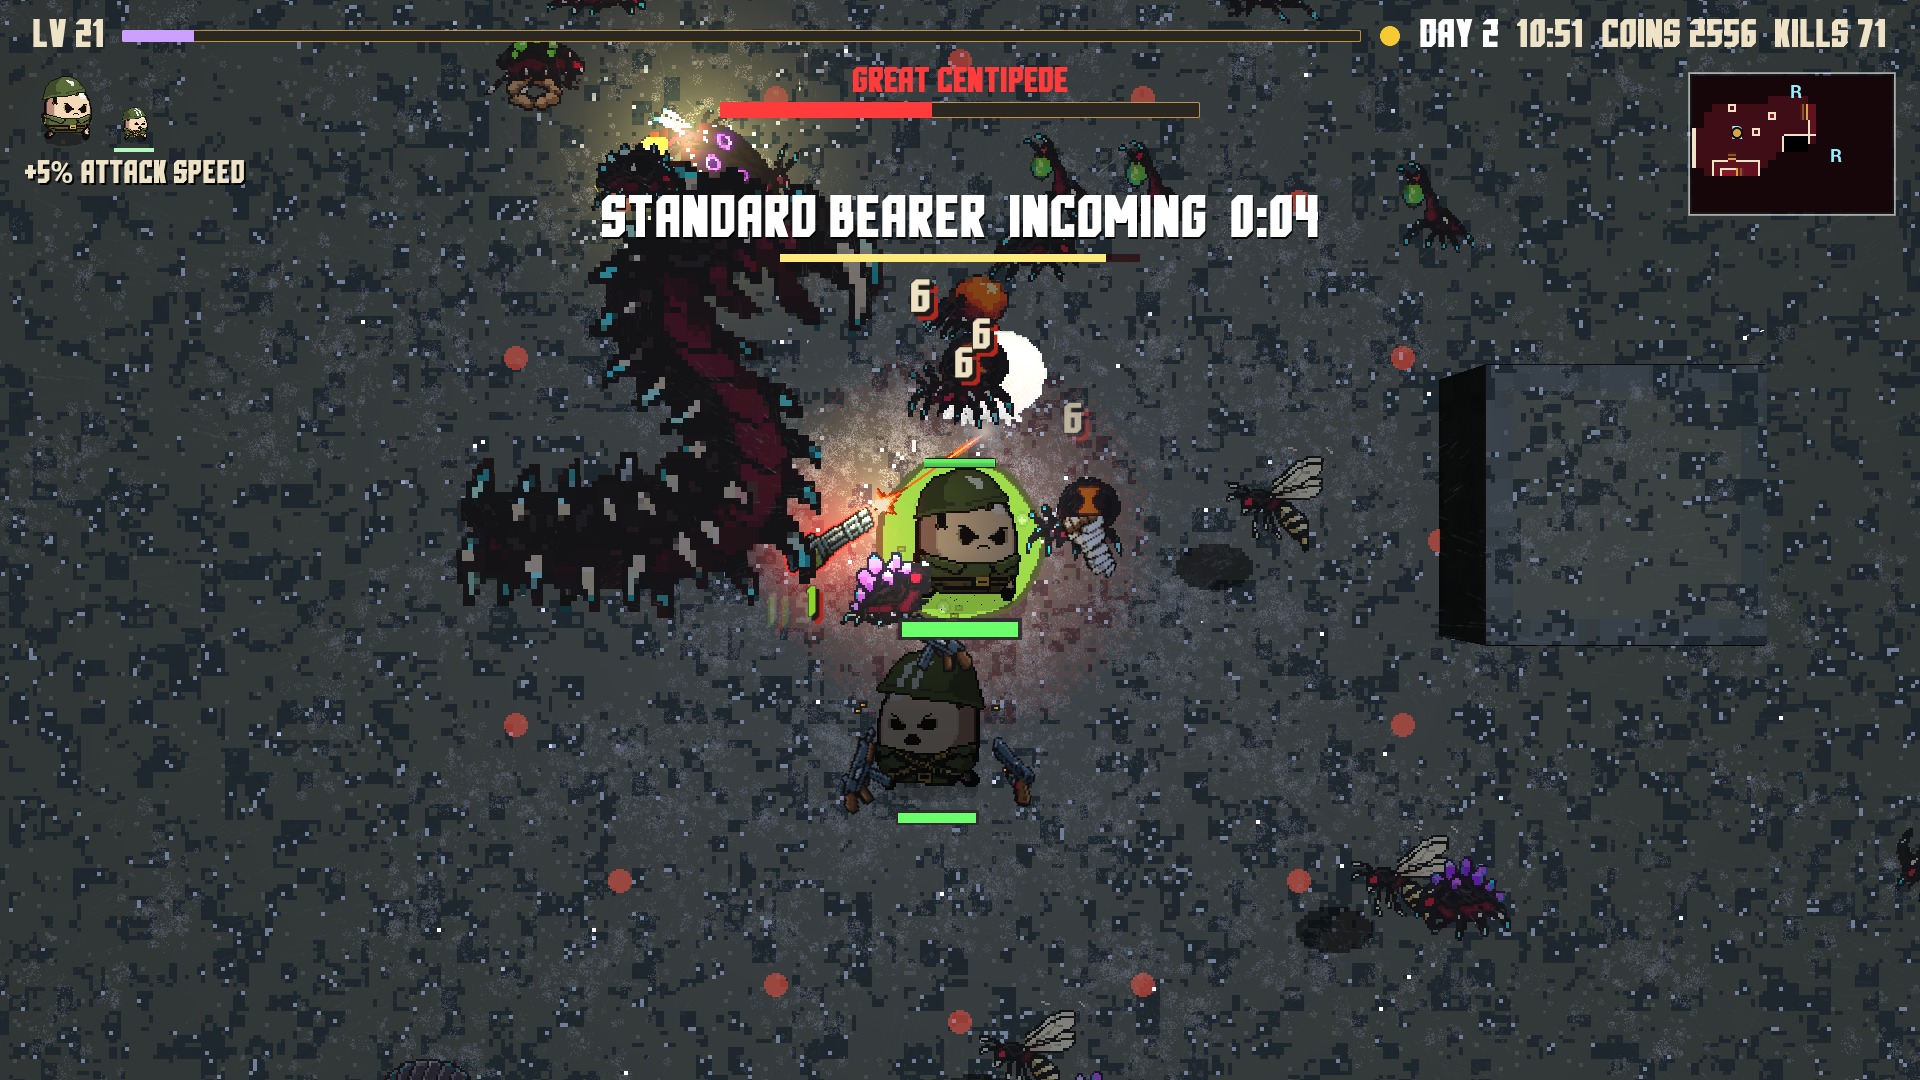 LV 21
DAY 2 10:51 COINS 2556 KILLS 71
GREAT CENTIPEDE
R
+5% ATTACK SPEED
R
STANDARD BEARER INCOMING 0:04
6
6
6
6
1